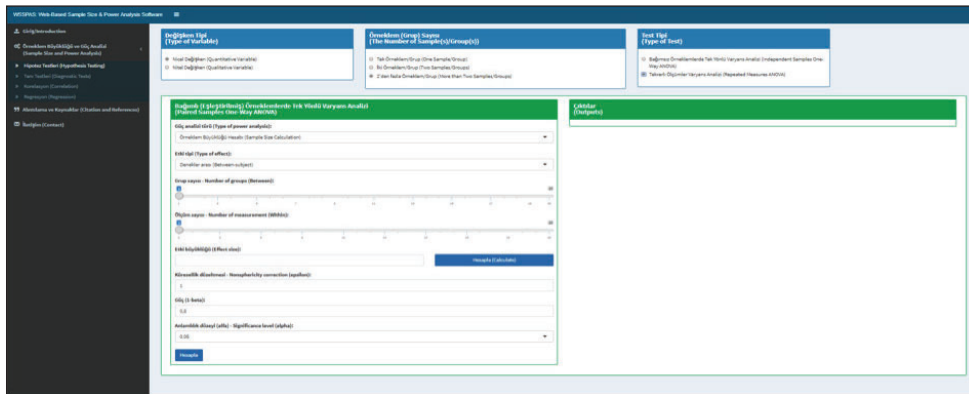 WSSPAS: Web-Based Sample Size & Power Analysis Software
Giriş/Introduction
Örneklem Büyüklüğü ve Güç Analizi
(Sample Size and Power Analysis)
Hipotez Testleri (Hypothesis Testing)
Tanı Testleri (Diagnostic Tests)
Korelasyon (Correlation)
Regresyon (Regression)
Alıntılama ve Kaynaklar (Citation and References)
İletişim (Contact)
Değişken Tipi
(Type of Variable)
Nicel Değişken (Quantitative Variable)
Nitel Değişken (Qualitative Variable)
Örneklem (Grup) Sayısı
(The Number of Sample(s)/Group(s))
Tek Örneklem/Grup (One Sample/Group)
İki Örneklem/Grup (Two Samples/Groups)
2'den Fazla Örneklem/Grup (More than Two Samples/Groups)
Test Tipi
(Type of Test)
Bağımsız Örneklemlerde Tek Yönlü Varyans Analizi (Independent Samples One-
Way ANOVA)
Tekrarlı Ölçümler Varyans Analizi (Repeated Measures ANOVA)
Bağımlı (Eşleştirilmiş) Örneklemlerde Tek Yönlü Varyans Analizi
(Paired Samples One Way ANOVA)
Güç analizi türü (Type of power analysis):
Örneklem Büyüklüğü Hesabı (Sample Size Calculation)
Etki tipi (Type of effect):
Denekler arası (Between-subject)
Grup sayısı - Number of groups (Between):
Ölçüm sayısı - Number of measurement (Within):
Etki büyüklüğü (Effect size):
Hesapla (Calculate)
Küresellik düzeltmesi - Nonsphericity correction (epsilon):
1
Güç (1-beta):
0.8
Anlamlılık düzeyi (alfa) - Significance level (alpha):
0.05
Hesapla
Çıktılar
(Outputs)